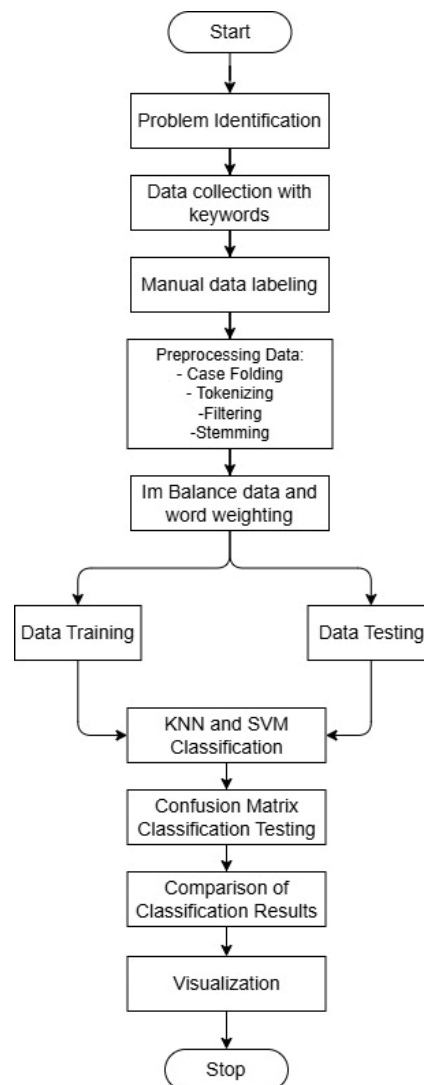 Start
Problem Identification
Data collection with
keywords
Manual data labeling
Preprocessing Data:
- Case Folding
- Tokenizing
-Filtering
-Stemming
Im Balance data and
word weighting
Data Training
Data Testing
KNN and SVM
Classification
Confusion Matrix
Classification Testing
Comparison of
Classification Results
Visualization
Stop